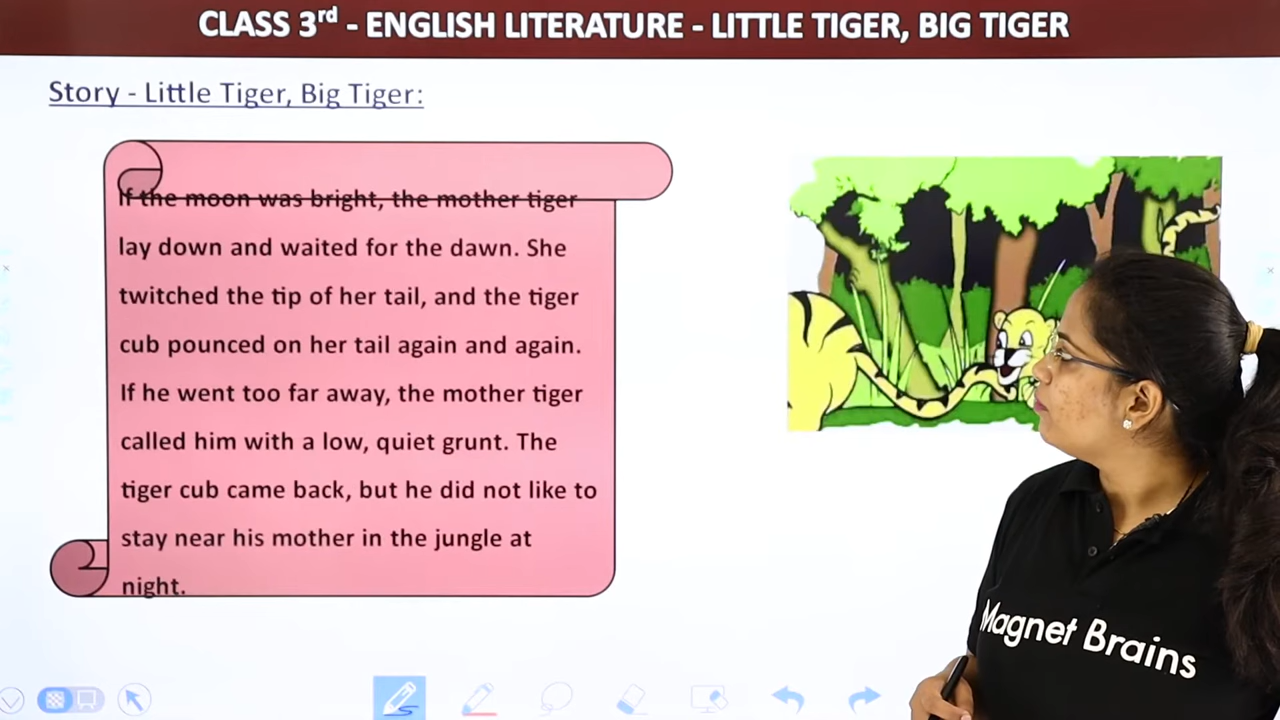 CLASS 3rd - ENGLISH LITERATURE - LITTLE TIGER, BIG TIGER
Story - Little Tiger, Big Tiger:
If the moon was bright, the mother tiger
lay down and waited for the dawn. She
twitched the tip of her tail, and the tiger
cub pounced on her tail again and again.
If he went too far away, the mother tiger
called him with a low, quiet grunt. The
tiger cub came back, but he did not like to
stay near his mother in the jungle at
night.
Magnet Brains